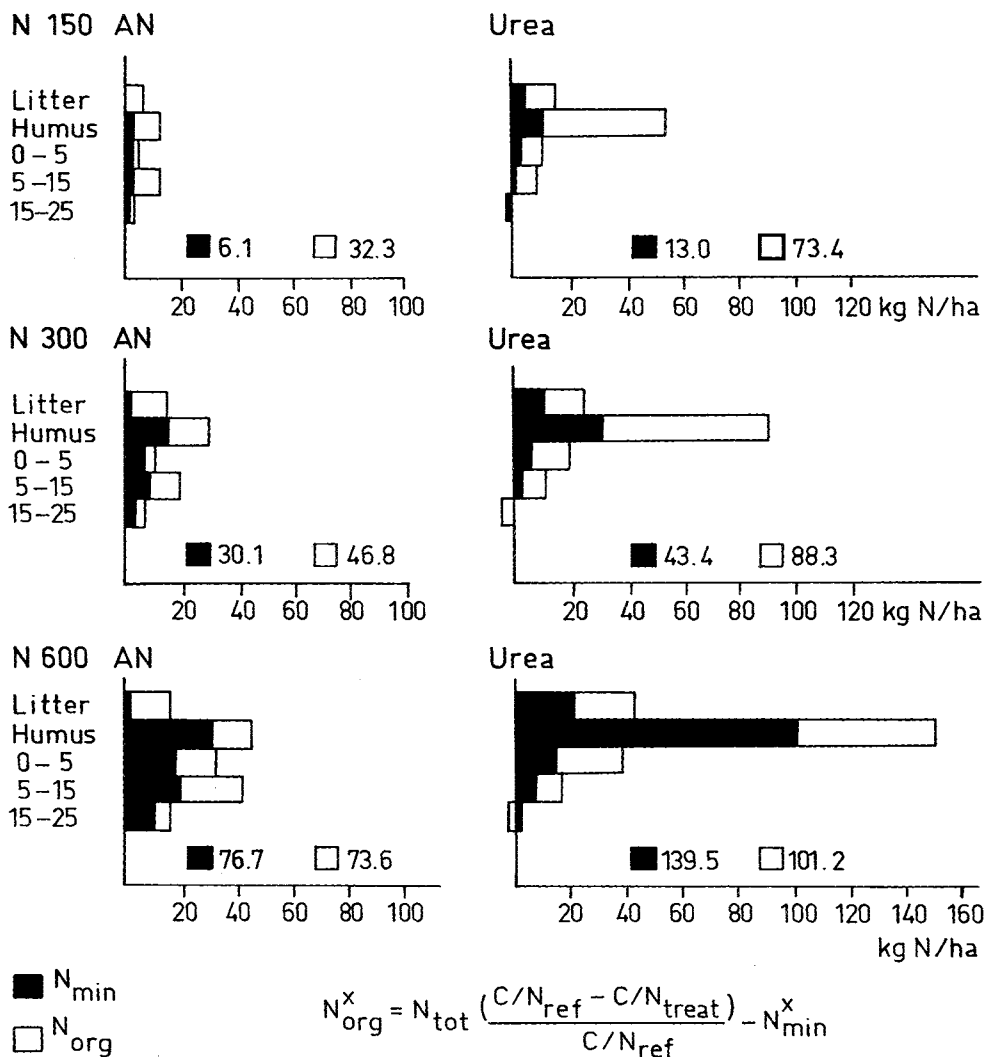 N 150 AN Urea
Litter
Humus
0 – 5
5 –15
15–25
6.1 32.3 13.0 73.4
20 40 60 80 100 20 40 60 80 100 120 kg N/ha
N 300 AN Urea
Litter
Humus
0 – 5
5 –15
15–25
30.1 46.8 43.4 88.3
20 40 60 80 100 20 40 60 80 100 120 kg N/ha
N 600 AN Urea
Litter
Humus
0 – 5
5 –15
15–25
76.7 73.6 139.5 101.2
20 40 60 80 100 20 40 60 80 100 120 140 160
kg N/ha
N_min
N_org
N^x_org = N_tot (C/N_ref – C/N_treat) / C/N_ref – N^x_min